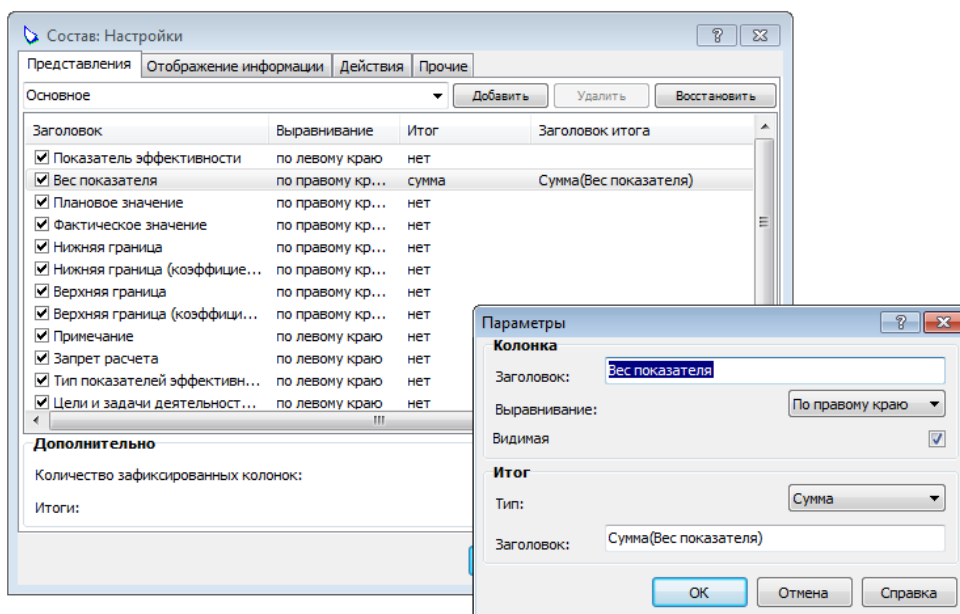 Состав: Настройки
Представления Отображение информации Действия Прочие
Основное Добавить Удалить Восстановить
Заголовок Выравнивание Итог Заголовок итога
Показатель эффективности по левому краю нет
Вес показателя по правому кр... сумма Сумма(Вес показателя)
Плановое значение по правому кр... нет
Фактическое значение по правому кр... нет
Нижняя граница по правому кр... нет
Нижняя граница (коэффицие... по правому кр... нет
Верхняя граница по правому кр... нет
Верхняя граница (коэффици... по правому кр... нет
Примечание по левому краю нет
Запрет расчета по левому краю нет
Тип показателей эффективн... по левому краю нет
Цели и задачи деятельност... по левому краю нет
Дополнительно
Количество зафиксированных колонок:
Итоги:
Параметры
Колонка
Заголовок: Вес показателя
Выравнивание: По правому краю
Видимая
Итог
Тип: Сумма
Заголовок: Сумма(Вес показателя)
ОК Отмена Справка